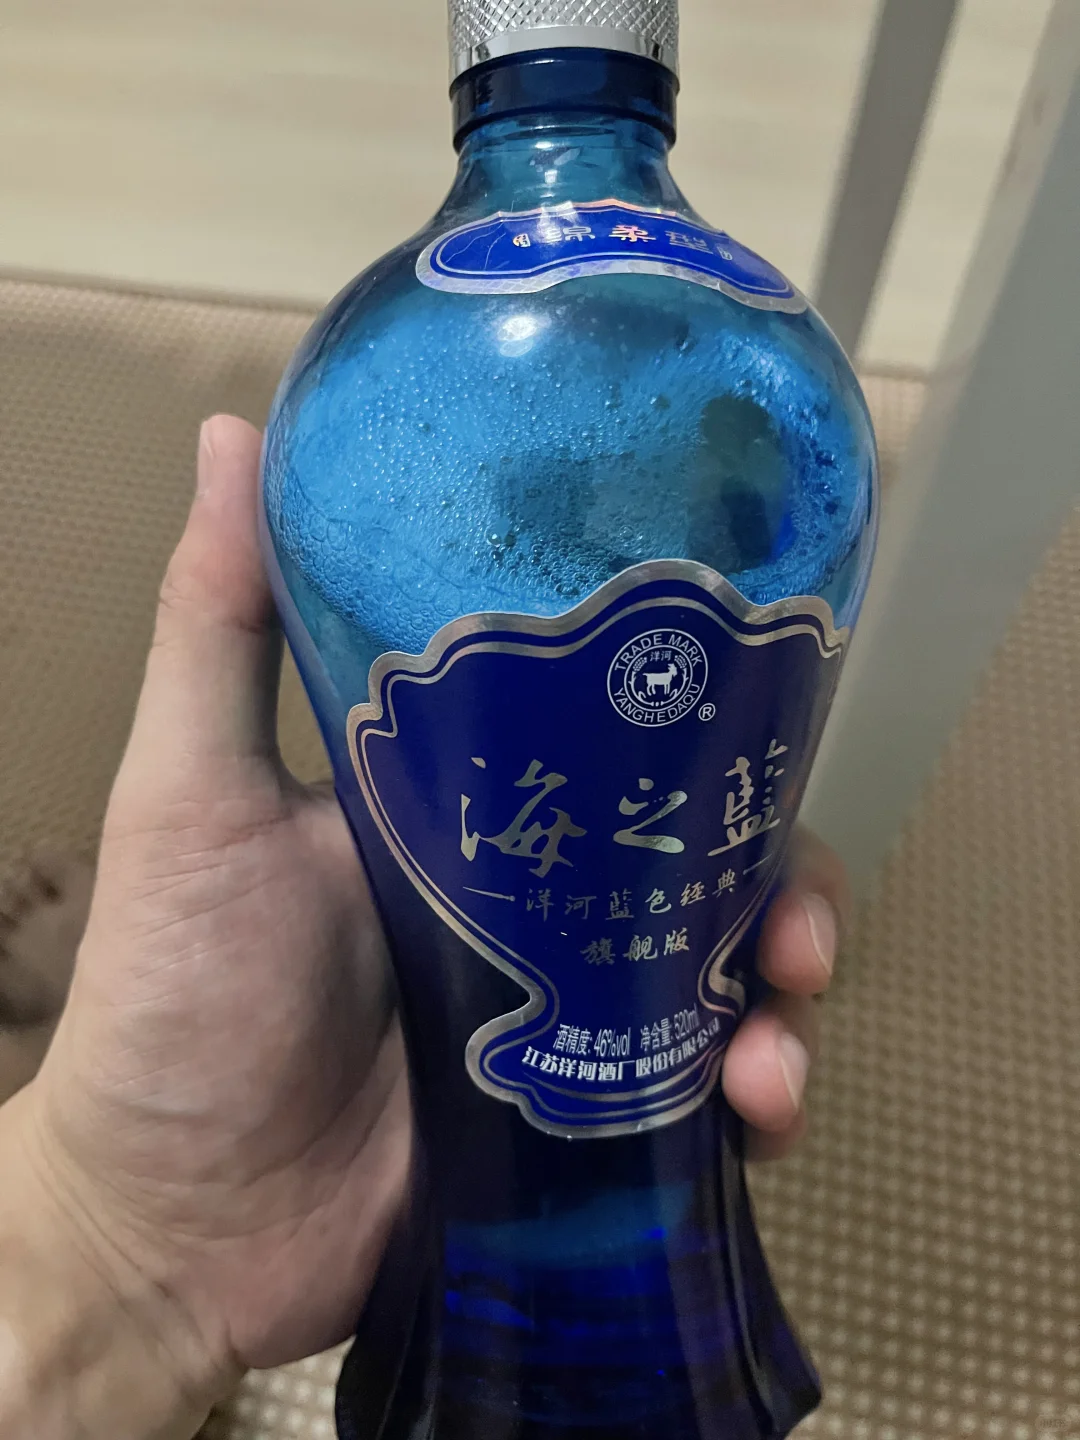 绵柔型
TRADE MARK
洋河
YANGHEDAQU
®
海之藍
洋河藍色經典
旗舰版
酒精度: 46%vol 净含量: 520ml
江苏洋河酒厂股份有限公司